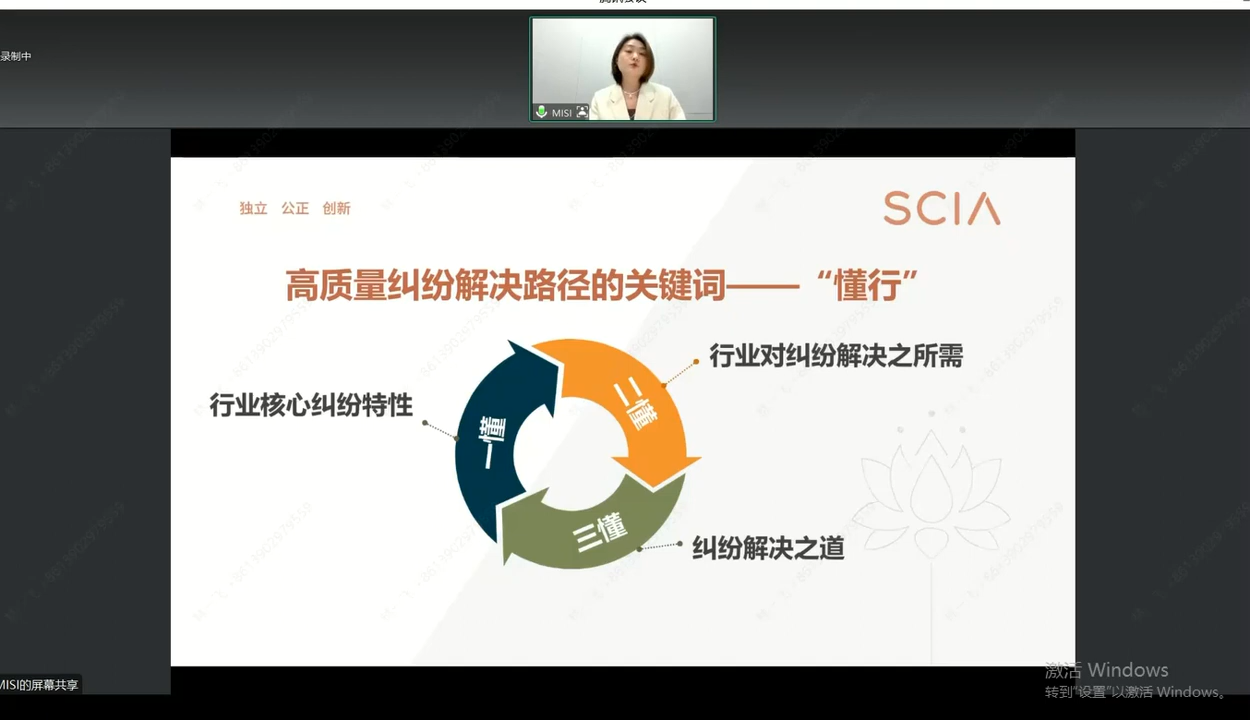 录制中
MISI
独立 公正 创新
SCIA
高质量纠纷解决路径的关键词——“懂行”
行业对纠纷解决之所需
行业核心纠纷特性
一懂
二懂
三懂
纠纷解决之道
MISI的屏幕共享
激活 Windows
转到“设置”以激活 Windows。